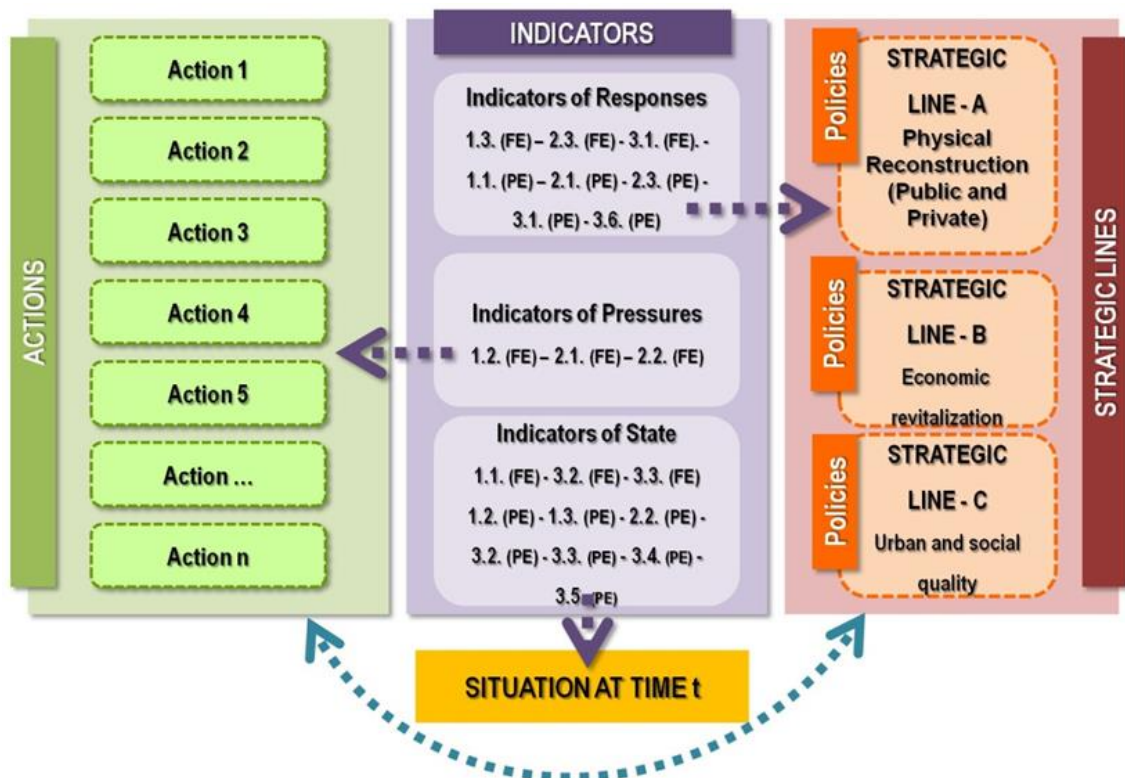 ACTIONS
Action 1
Action 2
Action 3
Action 4
Action 5
Action ...
Action n
INDICATORS
Indicators of Responses
1.3. (FE) – 2.3. (FE) - 3.1. (FE). -
1.1. (PE) – 2.1. (PE) - 2.3. (PE) -
3.1. (PE) - 3.6. (PE)
Indicators of Pressures
1.2. (FE) – 2.1. (FE) – 2.2. (FE)
Indicators of State
1.1. (FE) - 3.2. (FE) - 3.3. (FE)
1.2. (PE) - 1.3. (PE) - 2.2. (PE) -
3.2. (PE) - 3.3. (PE) - 3.4. (PE) -
3.5. (PE)
SITUATION AT TIME t
STRATEGIC LINES
Policies
STRATEGIC
LINE - A
Physical
Reconstruction
(Public and
Private)
Policies
STRATEGIC
LINE - B
Economic
revitalization
Policies
STRATEGIC
LINE - C
Urban and social
quality